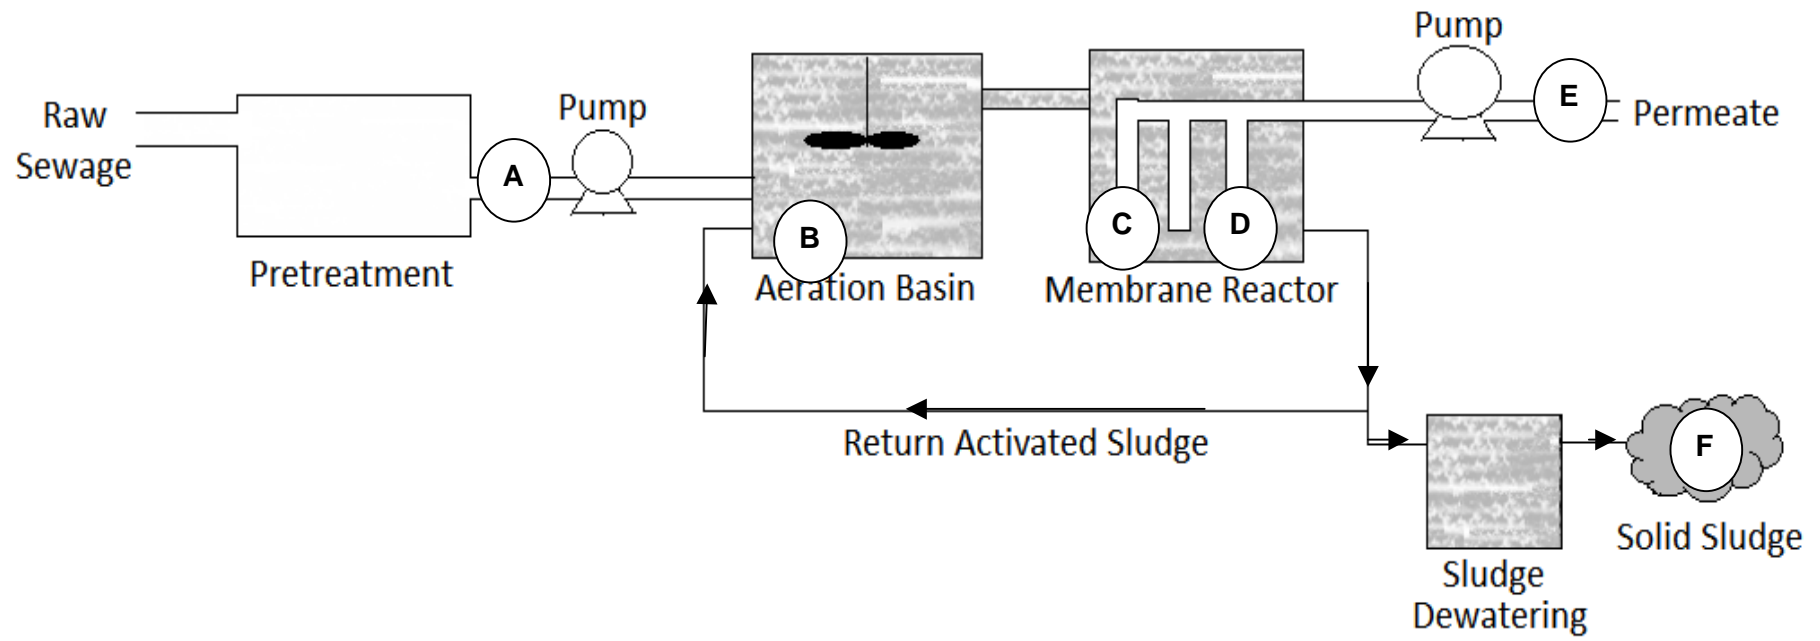 Raw
Sewage
Pretreatment
A
Pump
B
Aeration Basin
C
D
Membrane Reactor
Pump
E
Permeate
Return Activated Sludge
F
Solid Sludge
Sludge
Dewatering